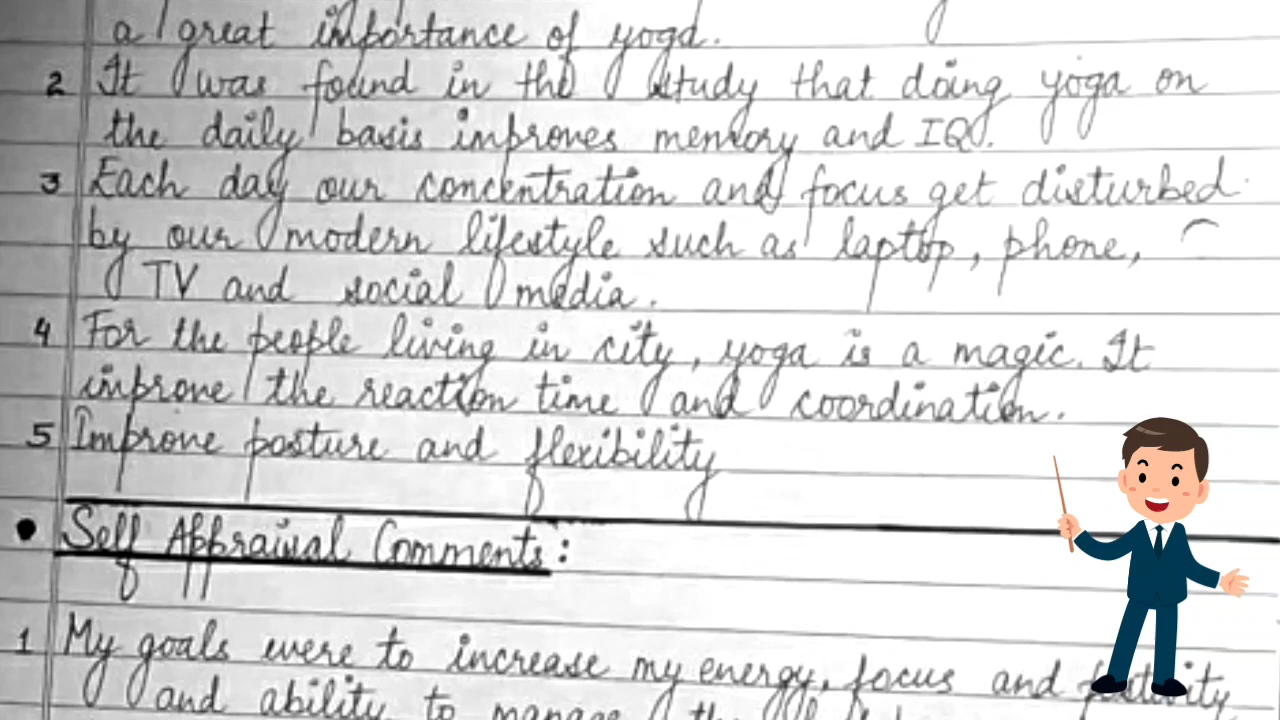 a great importance of yoga.
2 It was found in the study that doing yoga on
the daily basis improves memory and IQ.
3 Each day our concentration and focus get disturbed
by our modern lifestyle such as laptop, phone,
TV and social media.
4 For the people living in city, yoga is a magic. It
improve the reaction time and coordination.
5 Improve posture and flexibility
• Self Appraisal Comments:
1 My goals were to increase my energy, focus and
and ability to manage the